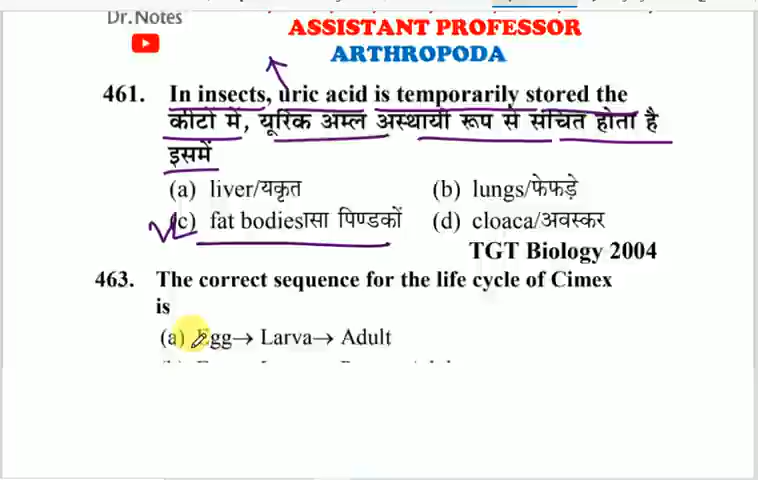 Dr.Notes
ASSISTANT PROFESSOR
ARTHROPODA
461. In insects, uric acid is temporarily stored the
कीटो में, यूरिक अम्ल अस्थायी रूप से संचित होता है
इसमें
(a) liver/यकृत (b) lungs/फेफड़े
(c) fat bodies।सा पिण्डकों (d) cloaca/अवस्कर
TGT Biology 2004
463. The correct sequence for the life cycle of Cimex
is
(a) Egg→ Larva→ Adult